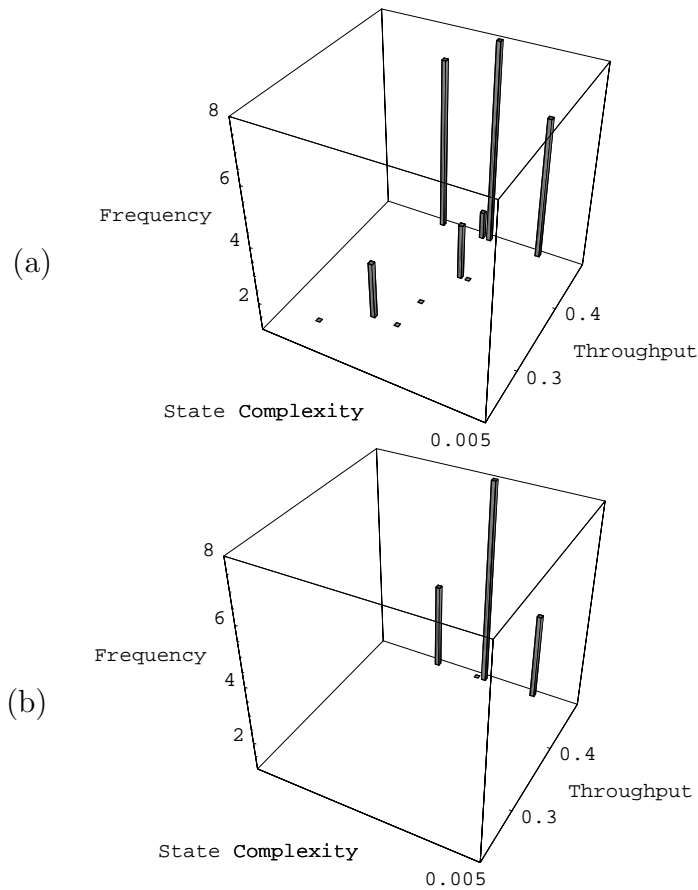 8
6
Frequency
4
(a)
2
0.4
Throughput
0.3
State Complexity
0.005
8
6
Frequency
4
(b)
2
0.4
Throughput
0.3
State Complexity
0.005